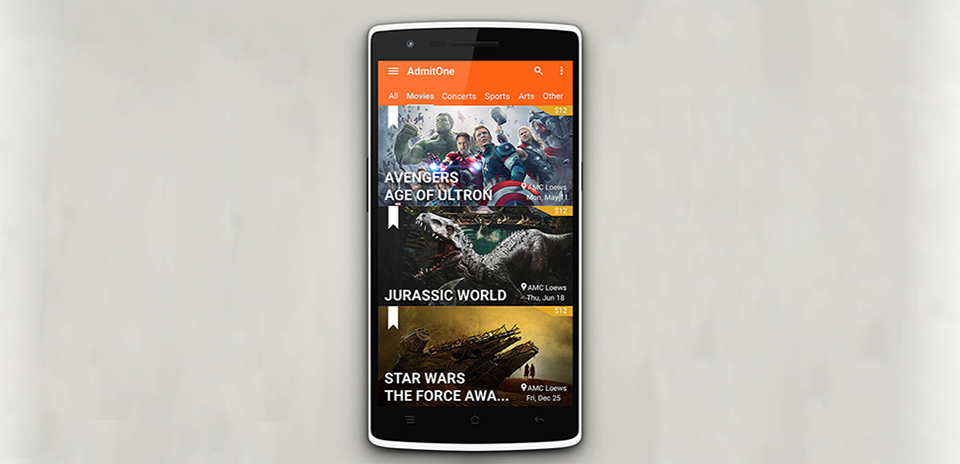 AdmitOne
All Movies Concerts Sports Arts Other
$12
AVENGERS
AGE OF ULTRON
AMC Loews
Mon, May 11
$12
JURASSIC WORLD
AMC Loews
Thu, Jun 18
$12
STAR WARS
THE FORCE AWA...
AMC Loews
Fri, Dec 25